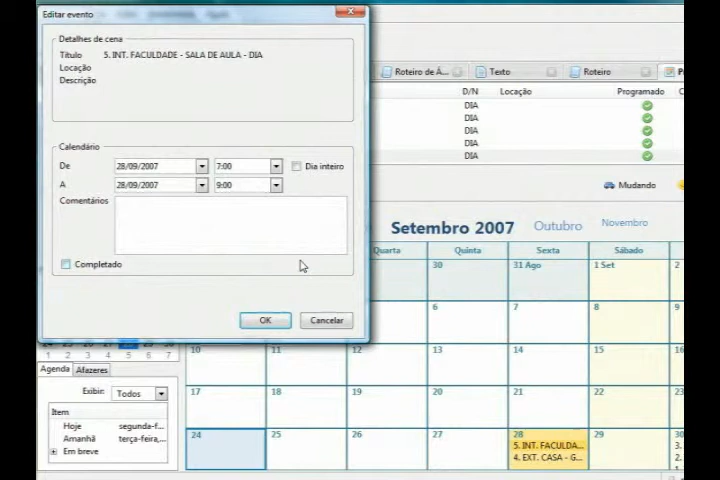 Editar evento
Detalhes de cena
Título 5. INT. FACULDADE - SALA DE AULA - DIA
Locação
Descrição
Calendário
De 28/09/2007 7:00 Dia inteiro
A 28/09/2007 9:00
Comentários
Completado
OK Cancelar
Roteiro de Á... Texto Roteiro
D/N Locação Programado
DIA
DIA
DIA
DIA
DIA
Mudando
Setembro 2007 Outubro Novembro
Quarta Quinta Sexta Sábado
30 31 Ago 1 Set 2
6 7 8 9
10 11 12 13 14 15 16
17 18 19 20 21 22 23
24 25 26 27 28 29 30
5. INT. FACULDA...
4. EXT. CASA - G...
3.
1 2 3 4 5 6 7
Agenda Afazeres
Exibir: Todos
Item
Hoje segunda-f...
Amanhã terça-feira,...
Em breve